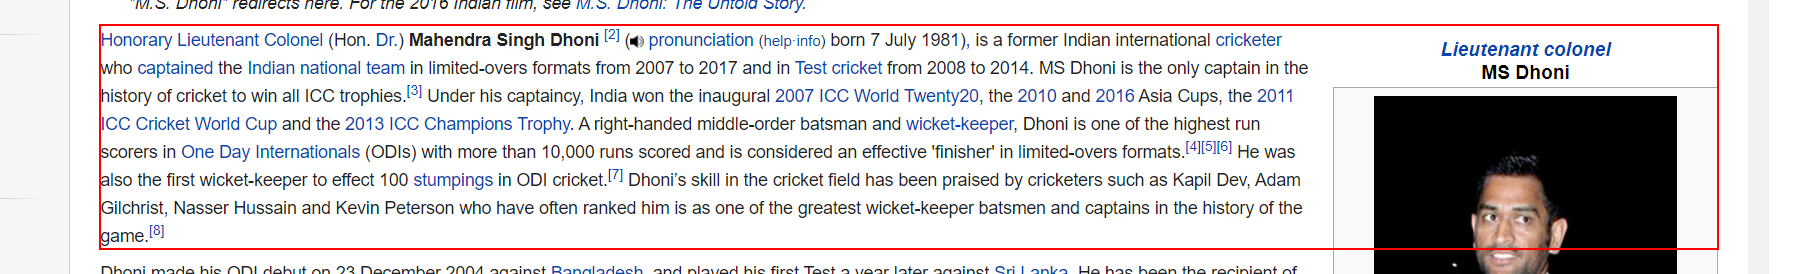 "M.S. Dhoni" redirects here. For the 2016 Indian film, see M.S. Dhoni: The Untold Story.
Honorary Lieutenant Colonel (Hon. Dr.) Mahendra Singh Dhoni [2] (🔊 pronunciation (help·info) born 7 July 1981), is a former Indian international cricketer
who captained the Indian national team in limited-overs formats from 2007 to 2017 and in Test cricket from 2008 to 2014. MS Dhoni is the only captain in the
history of cricket to win all ICC trophies.[3] Under his captaincy, India won the inaugural 2007 ICC World Twenty20, the 2010 and 2016 Asia Cups, the 2011
ICC Cricket World Cup and the 2013 ICC Champions Trophy. A right-handed middle-order batsman and wicket-keeper, Dhoni is one of the highest run
scorers in One Day Internationals (ODIs) with more than 10,000 runs scored and is considered an effective 'finisher' in limited-overs formats.[4][5][6] He was
also the first wicket-keeper to effect 100 stumpings in ODI cricket.[7] Dhoni's skill in the cricket field has been praised by cricketers such as Kapil Dev, Adam
Gilchrist, Nasser Hussain and Kevin Peterson who have often ranked him is as one of the greatest wicket-keeper batsmen and captains in the history of the
game.[8]
Dhoni made his ODI debut on 23 December 2004 against Bangladesh, and played his first Test a year later against Sri Lanka. He has been the recipient of
Lieutenant colonel
MS Dhoni